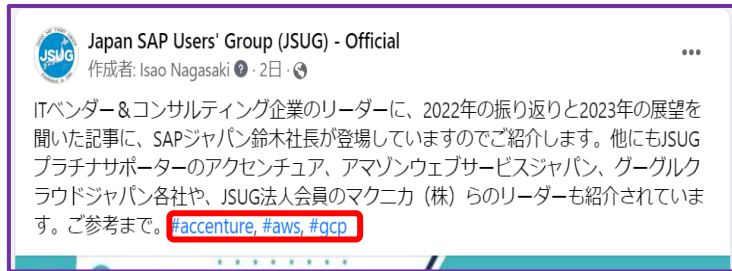 JSUG
Japan SAP Users' Group (JSUG) - Official
作成者: Isao Nagasaki · 2日 ·
ITベンダー＆コンサルティング企業のリーダーに、2022年の振り返りと2023年の展望を
聞いた記事に、SAPジャパン鈴木社長が登場していますのでご紹介します。他にもJSUG
プラチナサポーターのアクセンチュア、アマゾンウェブサービスジャパン、グーグルク
ラウドジャパン各社や、JSUG法人会員のマクニカ（株）らのリーダーも紹介されていま
す。ご参考まで。#accenture, #aws, #gcp